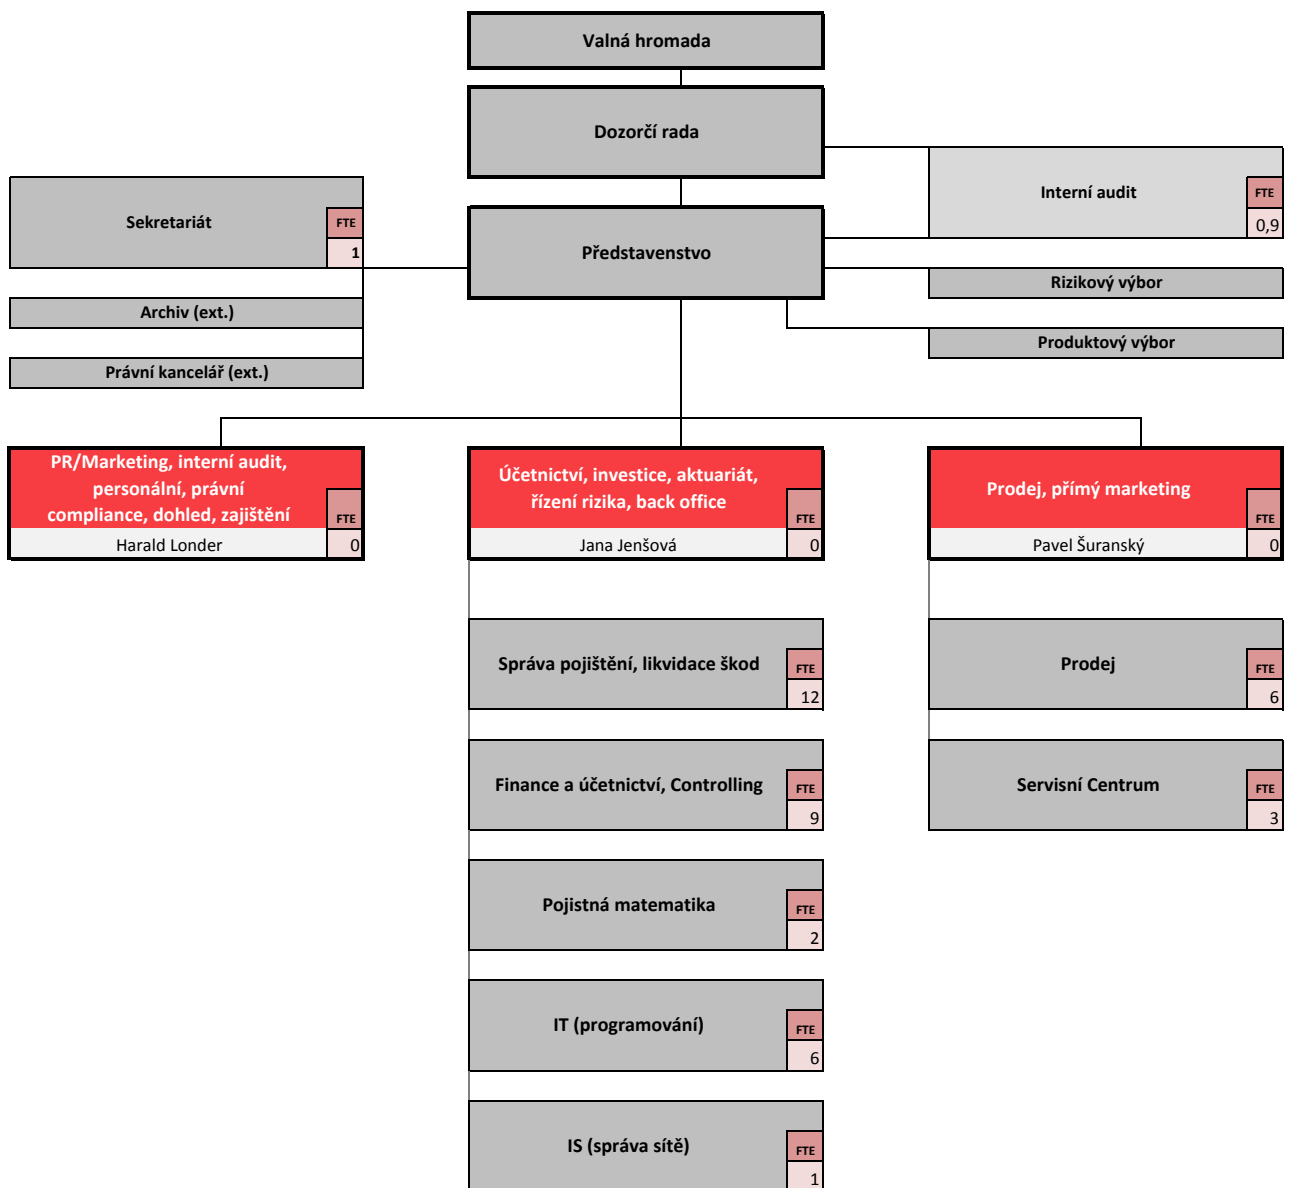 Valná hromada
Dozorčí rada
Interní audit
FTE
0,9
Sekretariát
FTE
1
Představenstvo
Rizikový výbor
Archiv (ext.)
Produktový výbor
Právní kancelář (ext.)
PR/Marketing, interní audit,
personální, právní
compliance, dohled, zajištění
FTE
Harald Londer
0
Účetnictví, investice, aktuariát,
řízení rizika, back office
FTE
Jana Jenšová
0
Prodej, přímý marketing
FTE
Pavel Šuranský
0
Správa pojištění, likvidace škod
FTE
12
Prodej
FTE
6
Finance a účetnictví, Controlling
FTE
9
Servisní Centrum
FTE
3
Pojistná matematika
FTE
2
IT (programování)
FTE
6
IS (správa sítě)
FTE
1